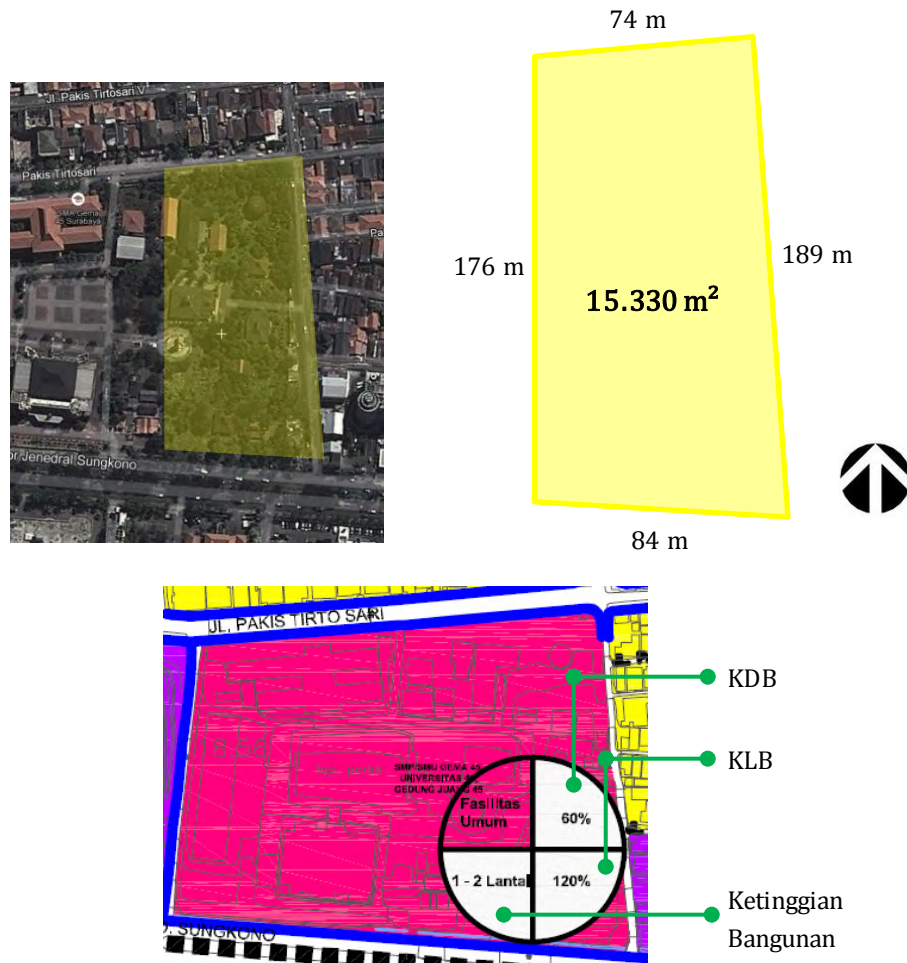 74 m
Jl. Pakis Tirtosari V
Pakis Tirtosari
SMA Gema
45 Surabaya
Pa
176 m
189 m
15.330 m²
or Jenedral Sungkono
84 m
JL. PAKIS TIRTO SARI
KDB
KLB
SMP/SMU GEMA 45
UNIVERSITAS 45
GEDUNG JUANG 45
Fasilitas
Umum
60%
1 - 2 Lantai
120%
Ketinggian
Bangunan
. SUNGKONO